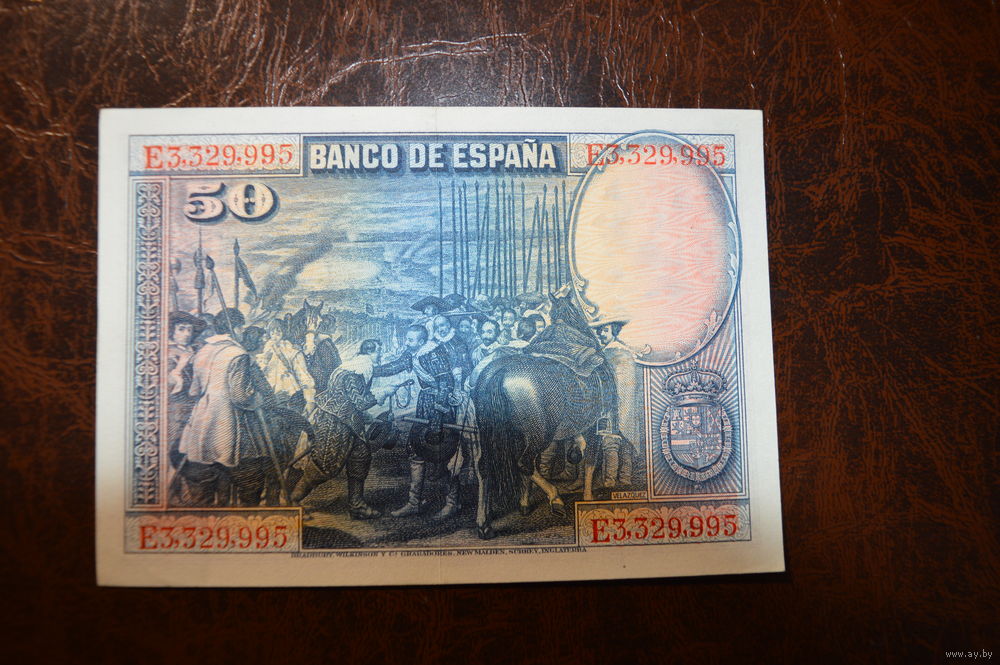 E3,329,995 BANCO DE ESPAÑA E3,329,995
50
VELAZQUEZ
E3,329,995 E3,329,995
BRADBURY, WILKINSON Y Cª GRABADORES, NEW MALDEN, SURREY, INGLATERRA
www.ay.by